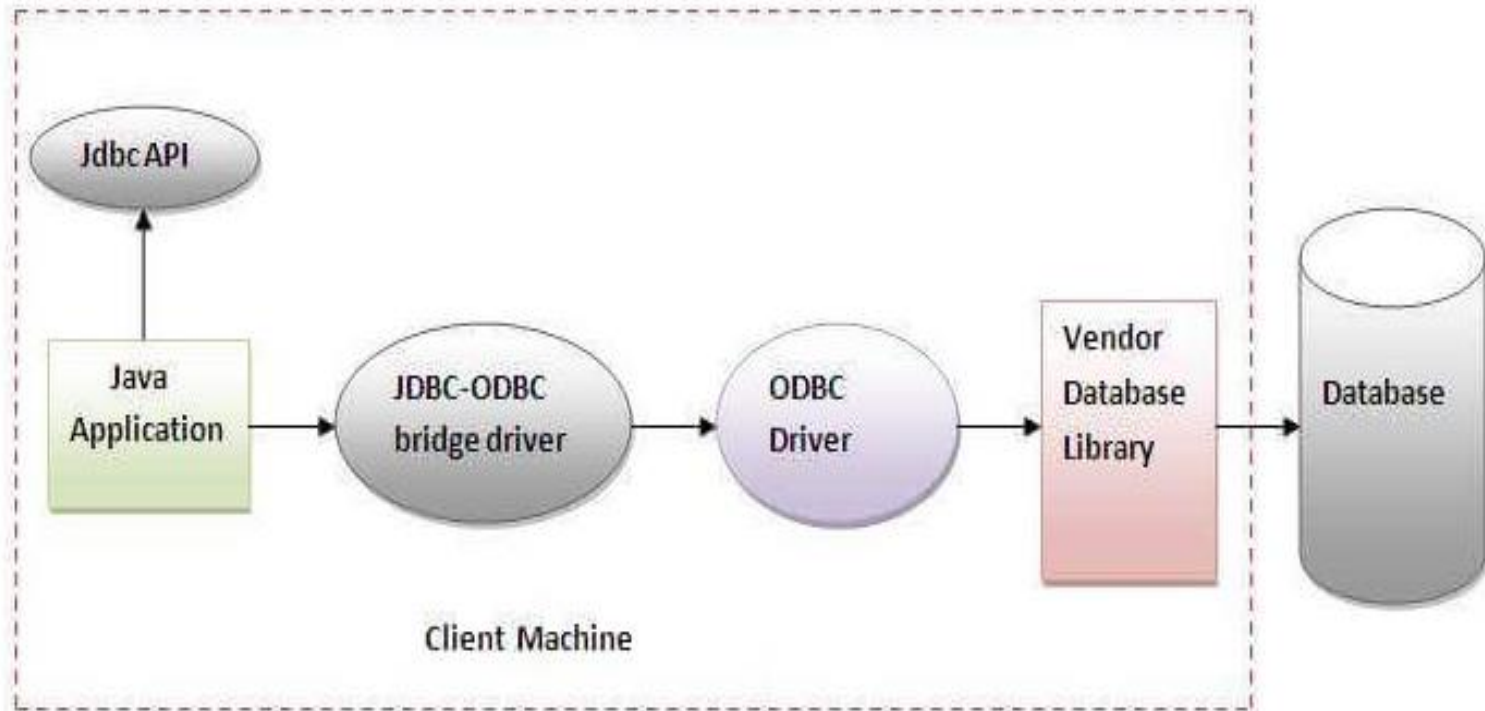 Jdbc API
Java
Application
JDBC-ODBC
bridge driver
ODBC
Driver
Vendor
Database
Library
Database
Client Machine